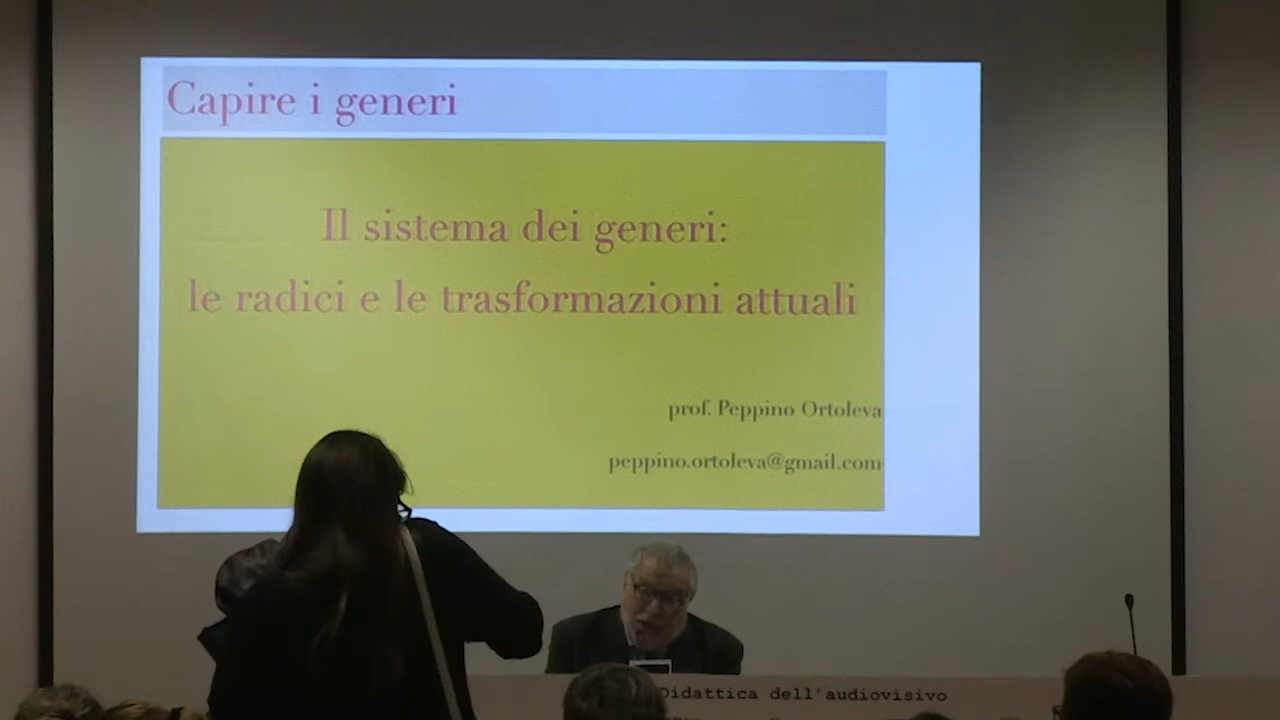 Capire i generi
Il sistema dei generi:
le radici e le trasformazioni attuali
prof. Peppino Ortoleva
peppino.ortoleva@gmail.com
Didattica dell'audiovisivo